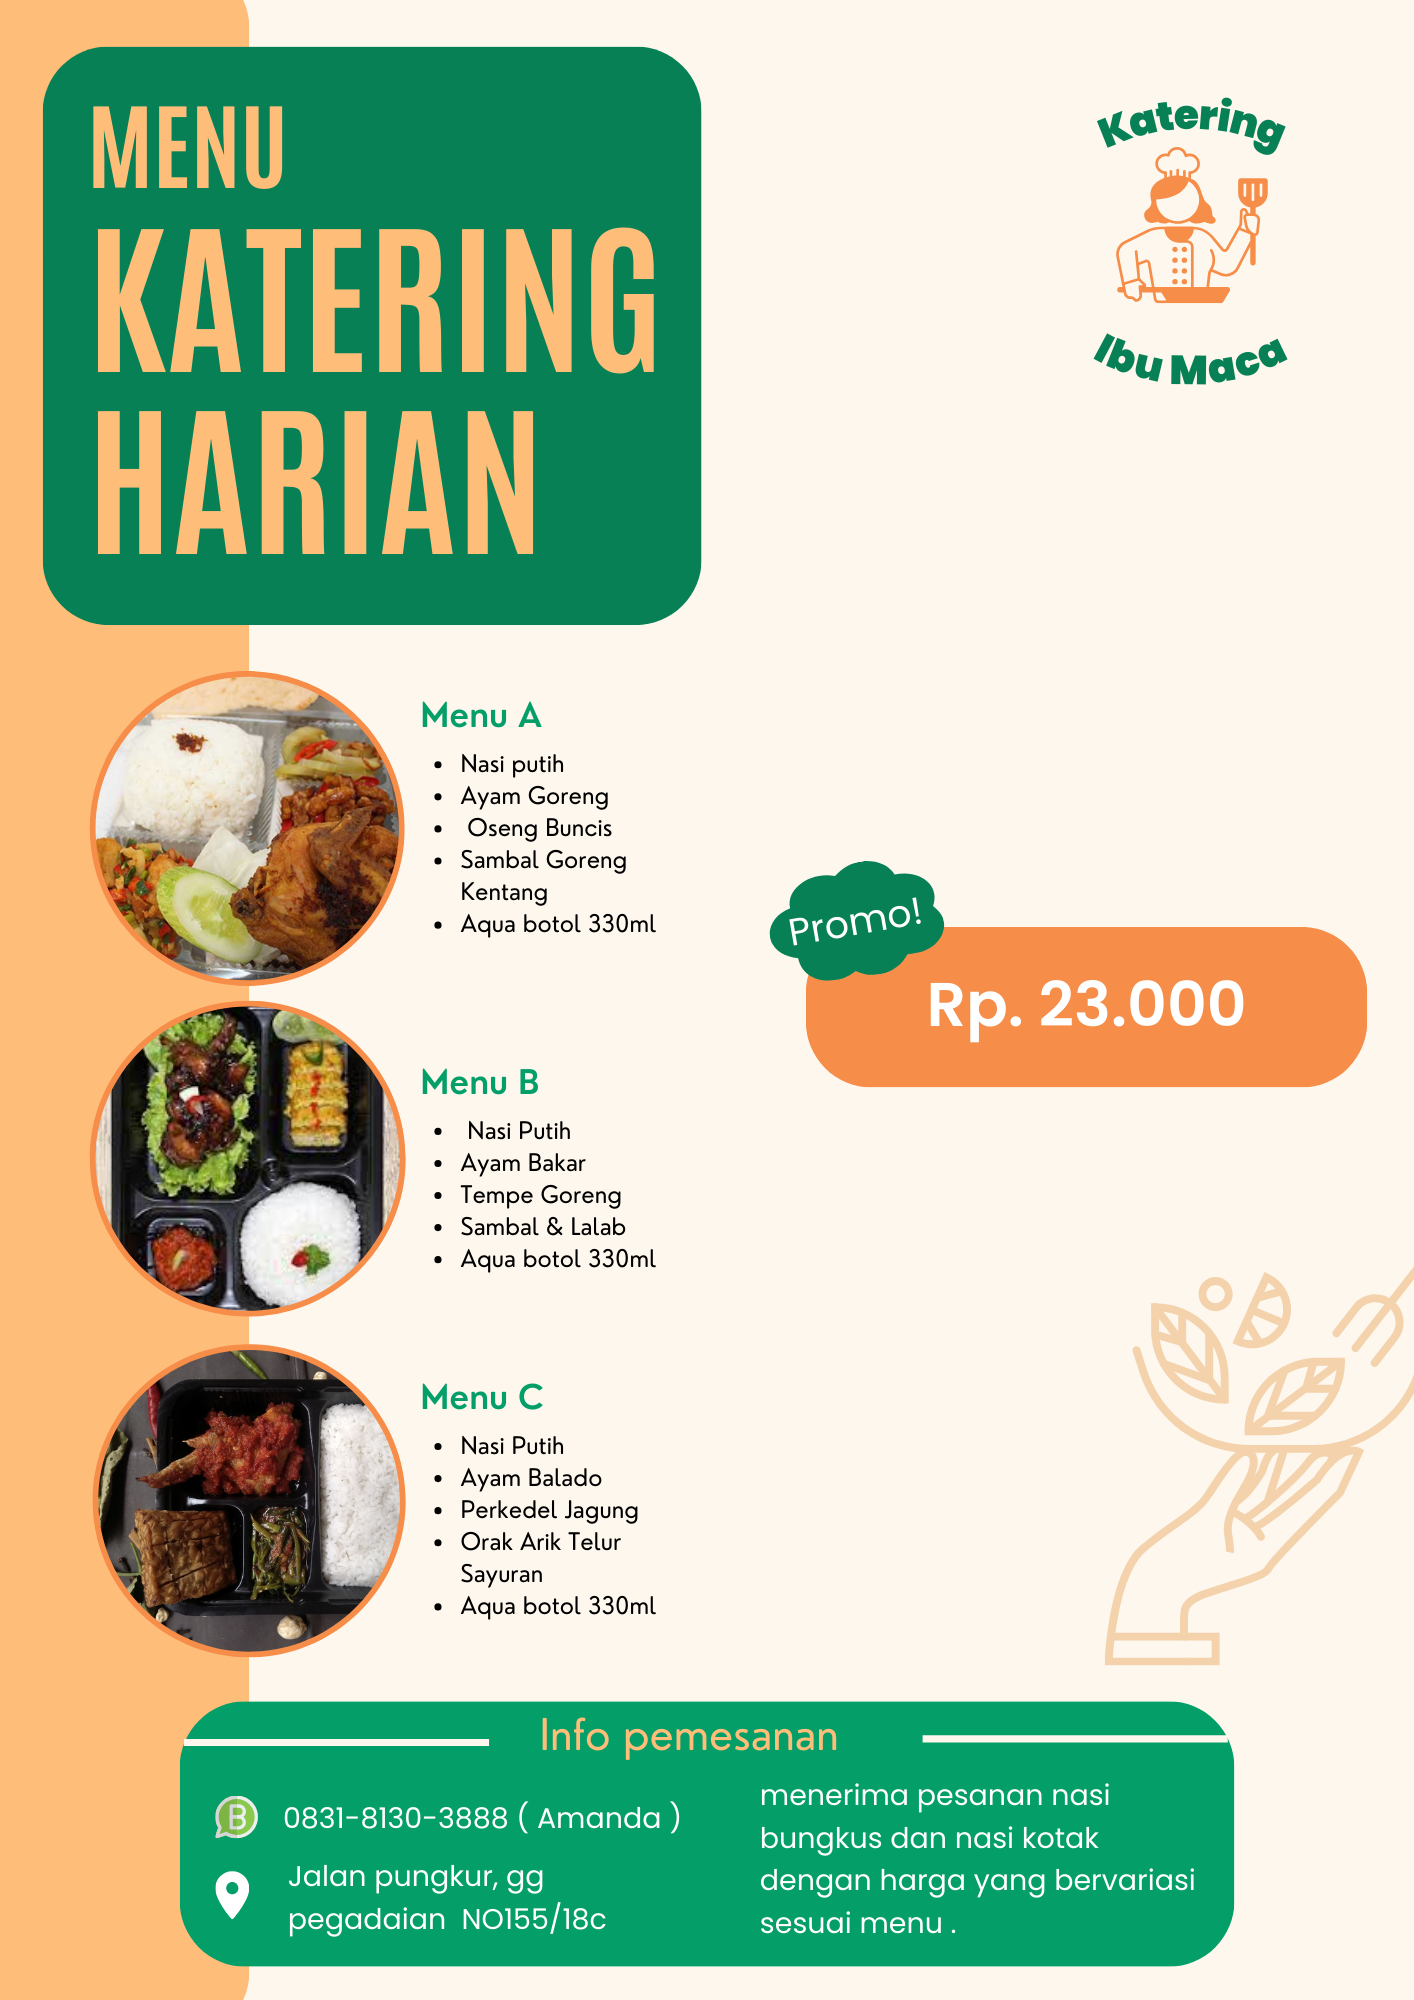 MENU
KATERING
HARIAN
Katering
Ibu Maca
Menu A
• Nasi putih
• Ayam Goreng
• Oseng Buncis
• Sambal Goreng
Kentang
• Aqua botol 330ml
Promo!
Rp. 23.000
Menu B
• Nasi Putih
• Ayam Bakar
• Tempe Goreng
• Sambal & Lalab
• Aqua botol 330ml
Menu C
• Nasi Putih
• Ayam Balado
• Perkedel Jagung
• Orak Arik Telur
Sayuran
• Aqua botol 330ml
Info pemesanan
B
0831-8130-3888 ( Amanda )
Jalan pungkur, gg
pegadaian NO155/18c
menerima pesanan nasi
bungkus dan nasi kotak
dengan harga yang bervariasi
sesuai menu .